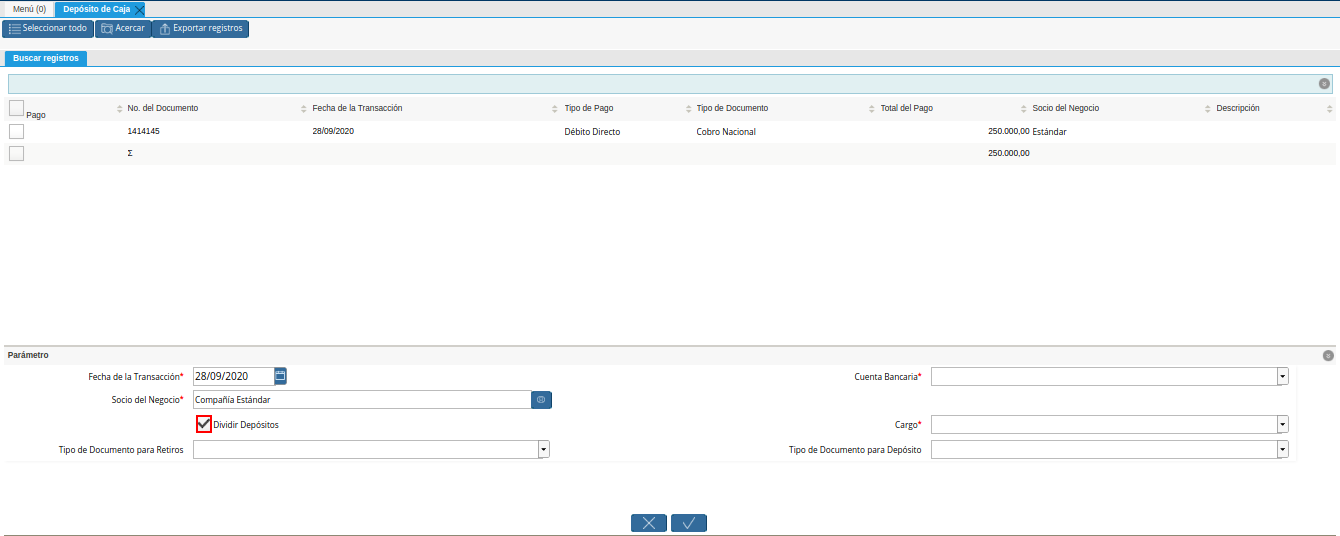 Menú (0) Depósito de Caja
Seleccionar todo Acercar Exportar registros
Buscar registros
Pago No. del Documento Fecha de la Transacción Tipo de Pago Tipo de Documento Total del Pago Socio del Negocio Descripción
1414145 28/09/2020 Débito Directo Cobro Nacional 250.000,00 Estándar
Σ 250.000,00
Parámetro
Fecha de la Transacción* 28/09/2020 Cuenta Bancaria*
Socio del Negocio* Compañía Estándar
Dividir Depósitos Cargo*
Tipo de Documento para Retiros Tipo de Documento para Depósito